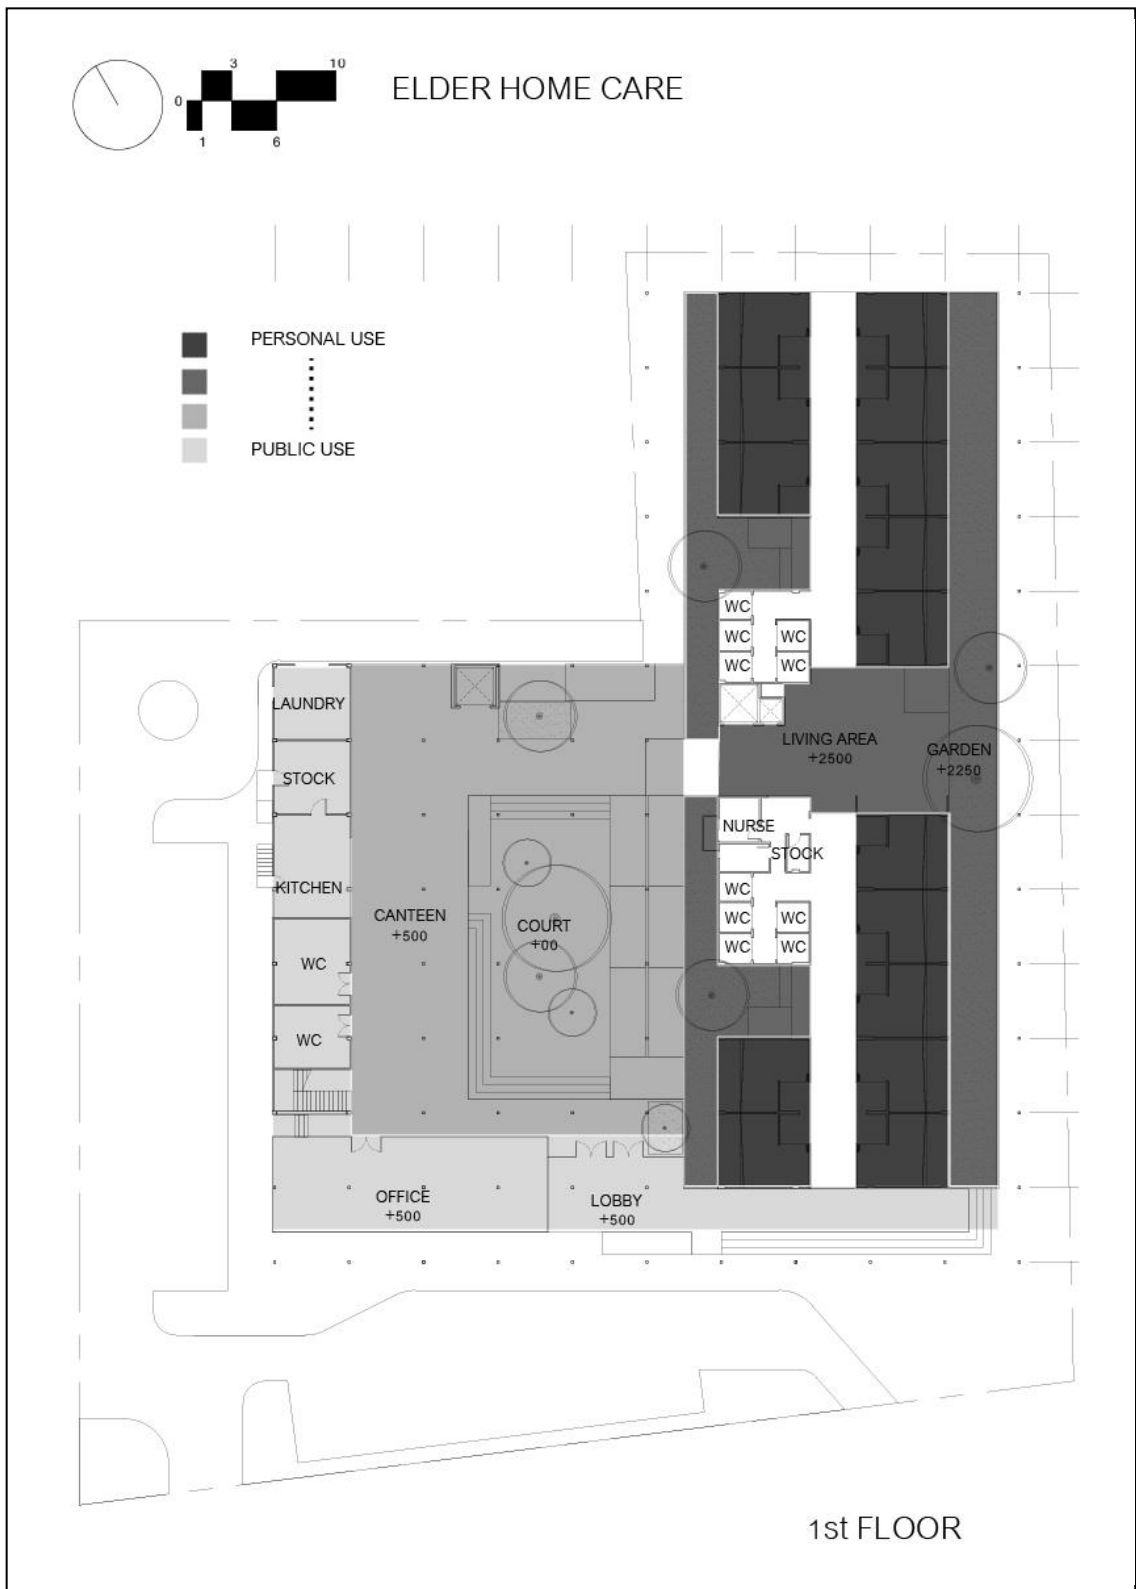 3 10
ELDER HOME CARE
0
1 6
PERSONAL USE
PUBLIC USE
WC
WC WC
WC WC
LAUNDRY
LIVING AREA
+2500
GARDEN
+2250
STOCK
NURSE
STOCK
KITCHEN
WC
CANTEEN
+500
COURT
+00
WC WC
WC WC
WC
WC
OFFICE
+500
LOBBY
+500
1st FLOOR